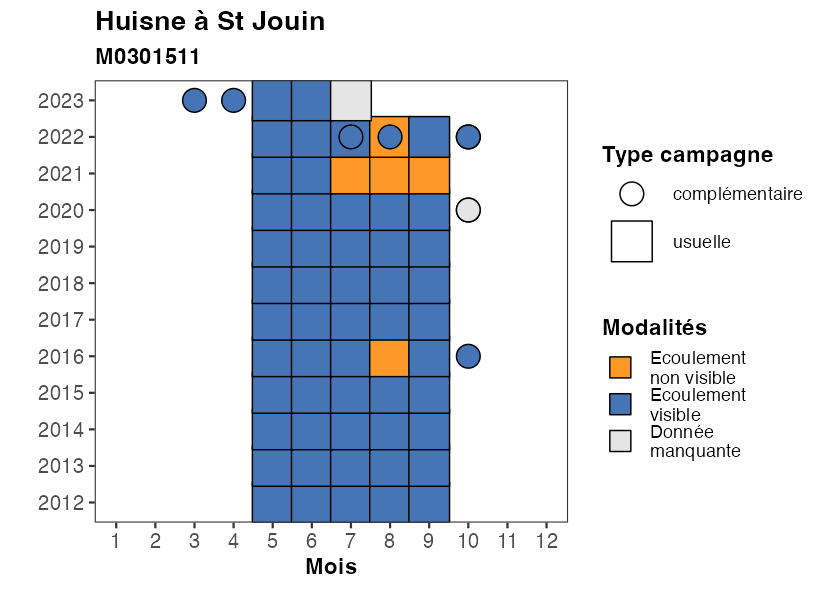 Huisne à St Jouin
M0301511
2023
2022
2021
2020
2019
2018
2017
2016
2015
2014
2013
2012
1 2 3 4 5 6 7 8 9 10 11 12
Mois
Type campagne
complémentaire
usuelle
Modalités
Ecoulement
non visible
Ecoulement
visible
Donnée
manquante